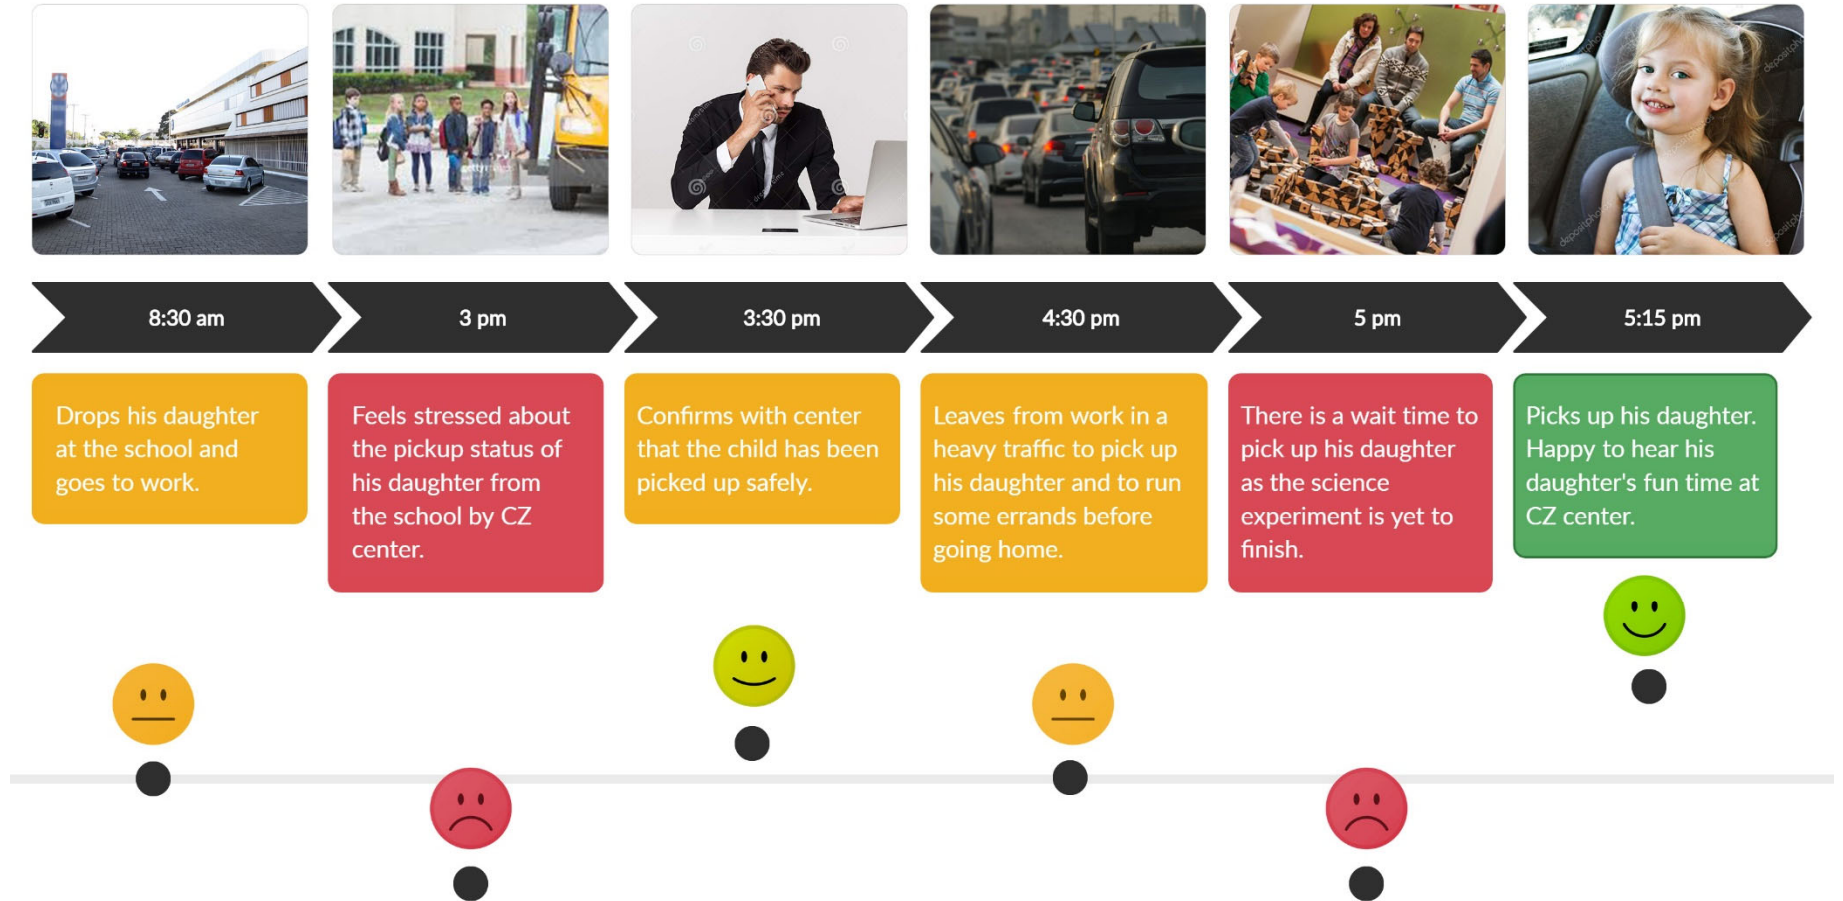 8:30 am
3 pm
3:30 pm
4:30 pm
5 pm
5:15 pm
Drops his daughter
at the school and
goes to work.
Feels stressed about
the pickup status of
his daughter from
the school by CZ
center.
Confirms with center
that the child has been
picked up safely.
Leaves from work in a
heavy traffic to pick up
his daughter and to run
some errands before
going home.
There is a wait time to
pick up his daughter
as the science
experiment is yet to
finish.
Picks up his daughter.
Happy to hear his
daughter's fun time at
CZ center.